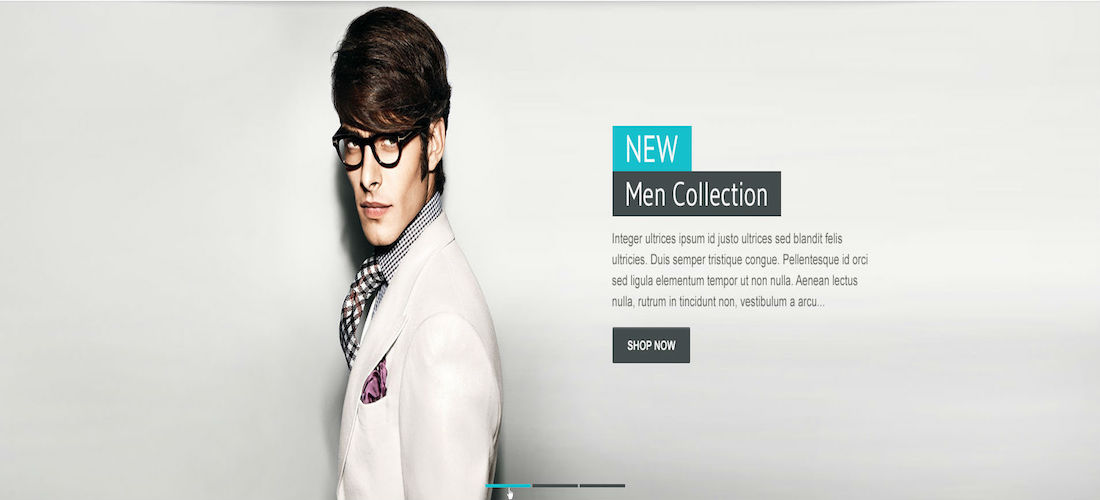 NEW
Men Collection
Integer ultrices ipsum id justo ultrices sed blandit felis
ultricies. Duis semper tristique congue. Pellentesque id orci
sed ligula elementum tempor ut non nulla. Aenean lectus
nulla, rutrum in tincidunt non, vestibulum a arcu...
SHOP NOW